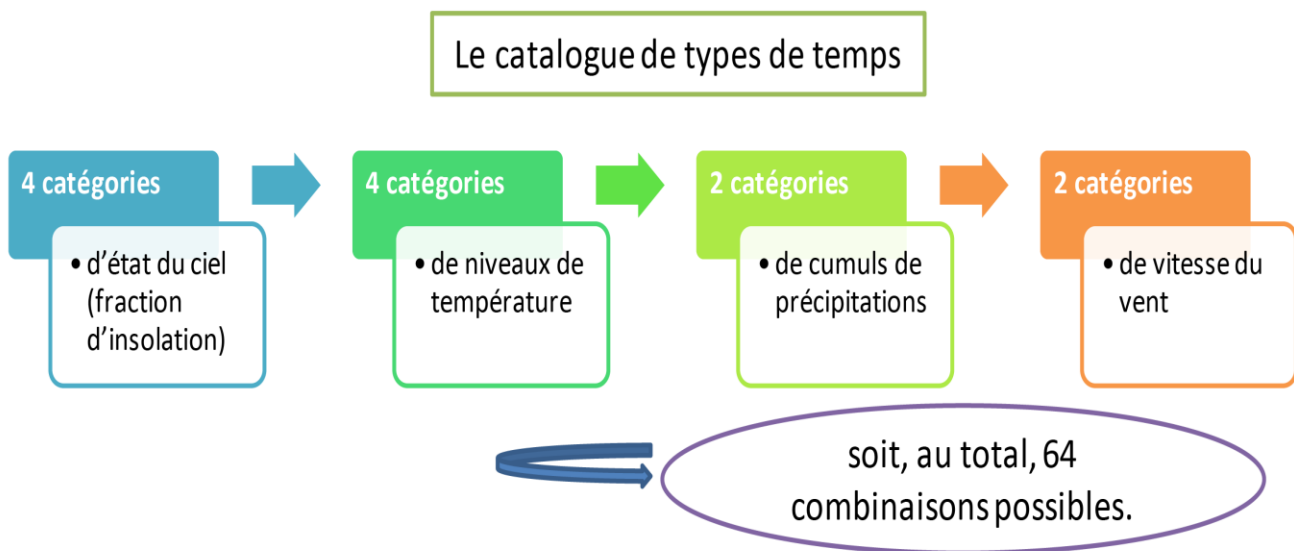 Le catalogue de types de temps
4 catégories
• d'état du ciel
(fraction
d'insolation)
4 catégories
• de niveaux de
température
2 catégories
• de cumuls de
précipitations
2 catégories
• de vitesse du
vent
soit, au total, 64
combinaisons possibles.